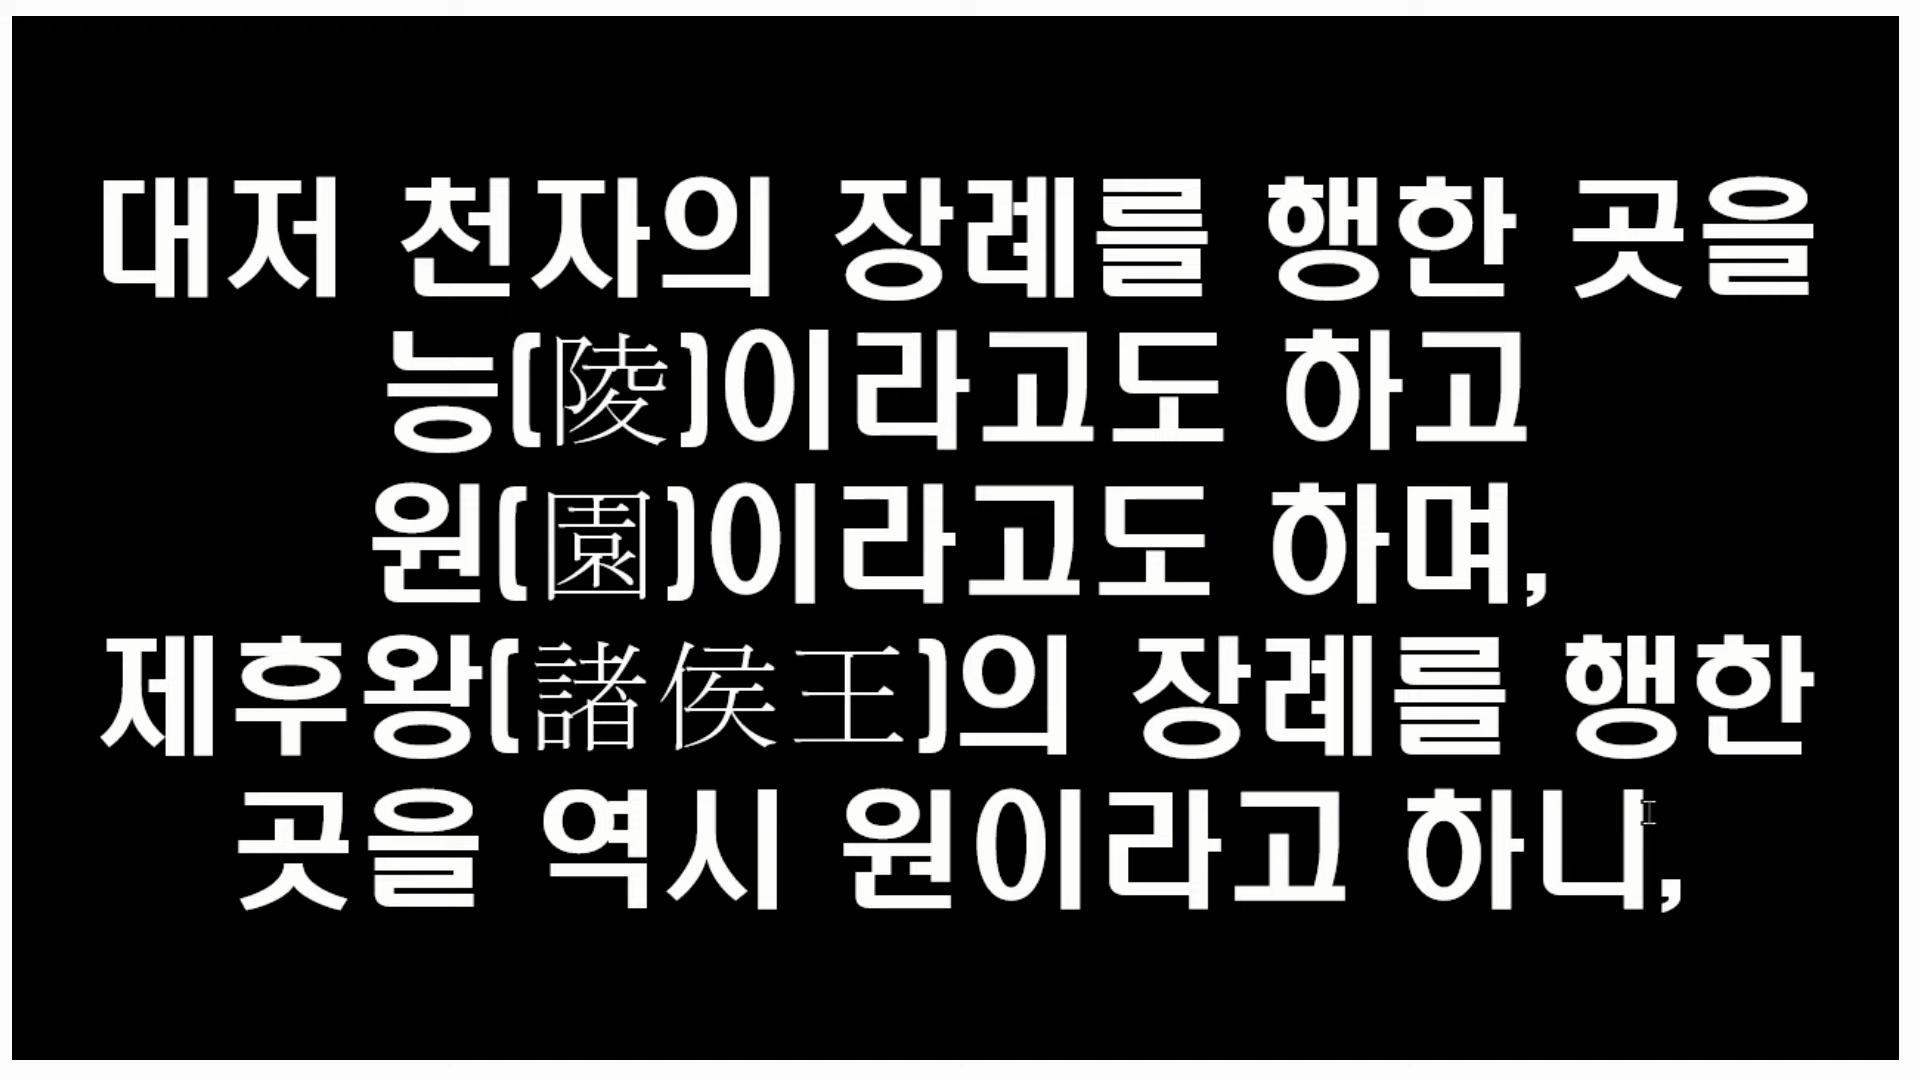 대저 천자의 장례를 행한 곳을
능(陵)이라고도 하고
원(園)이라고도 하며,
제후왕(諸侯王)의 장례를 행한
곳을 역시 원이라고 하니,